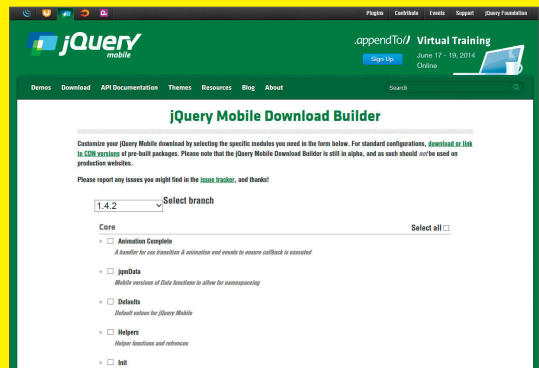 Plugins Contribute Events Support jQuery Foundation
jQuery
mobile
.appendTo() Virtual Training
Sign Up
June 17 - 19, 2014
Online
Demos Download API Documentation Themes Resources Blog About Search
jQuery Mobile Download Builder
Customize your jQuery Mobile download by selecting the specific modules you need in the form below. For standard configurations, download or link
to CDN versions of pre-built packages. Please note that the jQuery Mobile Download Builder is still in alpha, and as such should not be used on
production websites.
Please report any issues you might find in the issue tracker, and thanks!
1.4.2 Select branch
Core Select all
Animation Complete
A handler for css transition & animation end events to ensure callback is executed
jqmData
Mobile versions of Data functions to allow for namespaceing
Defaults
Default values for jQuery Mobile
Helpers
Helper functions and refrences
Init